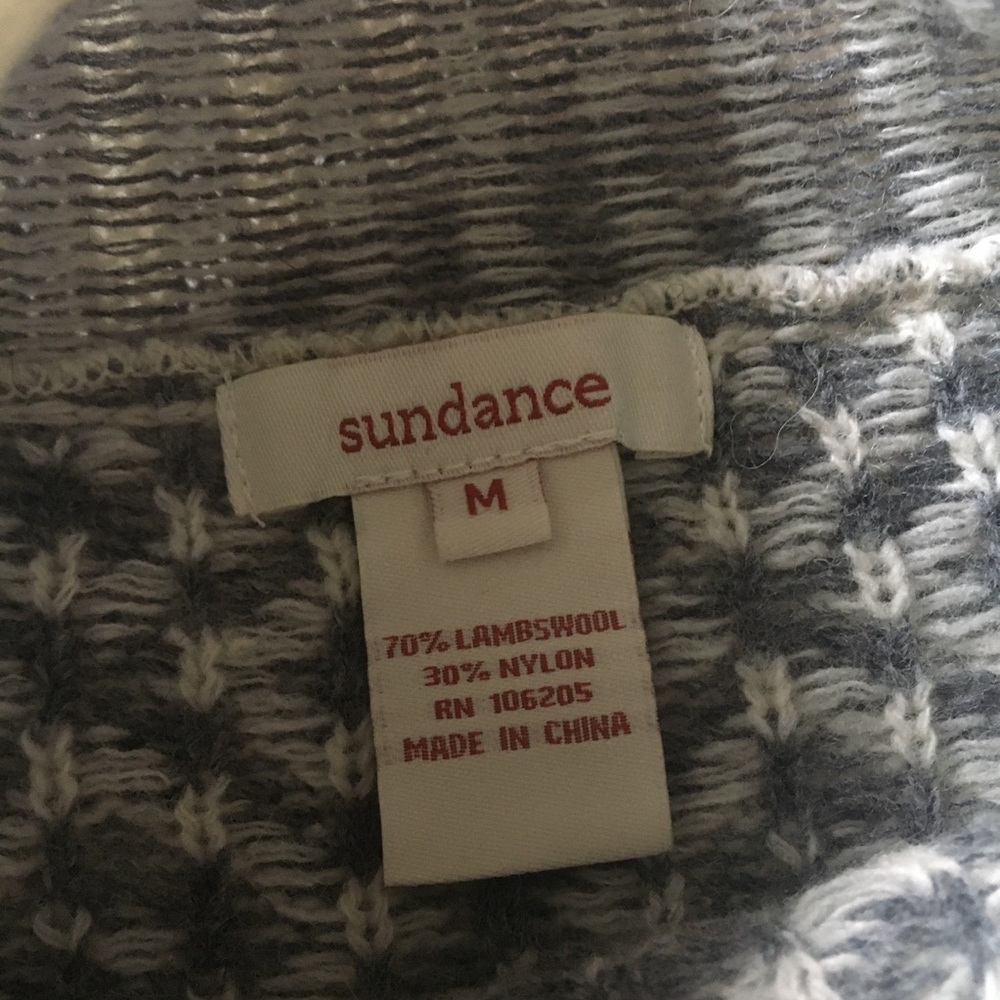 sundance
M
70% LAMBSWOOL
30% NYLON
RN 106205
MADE IN CHINA